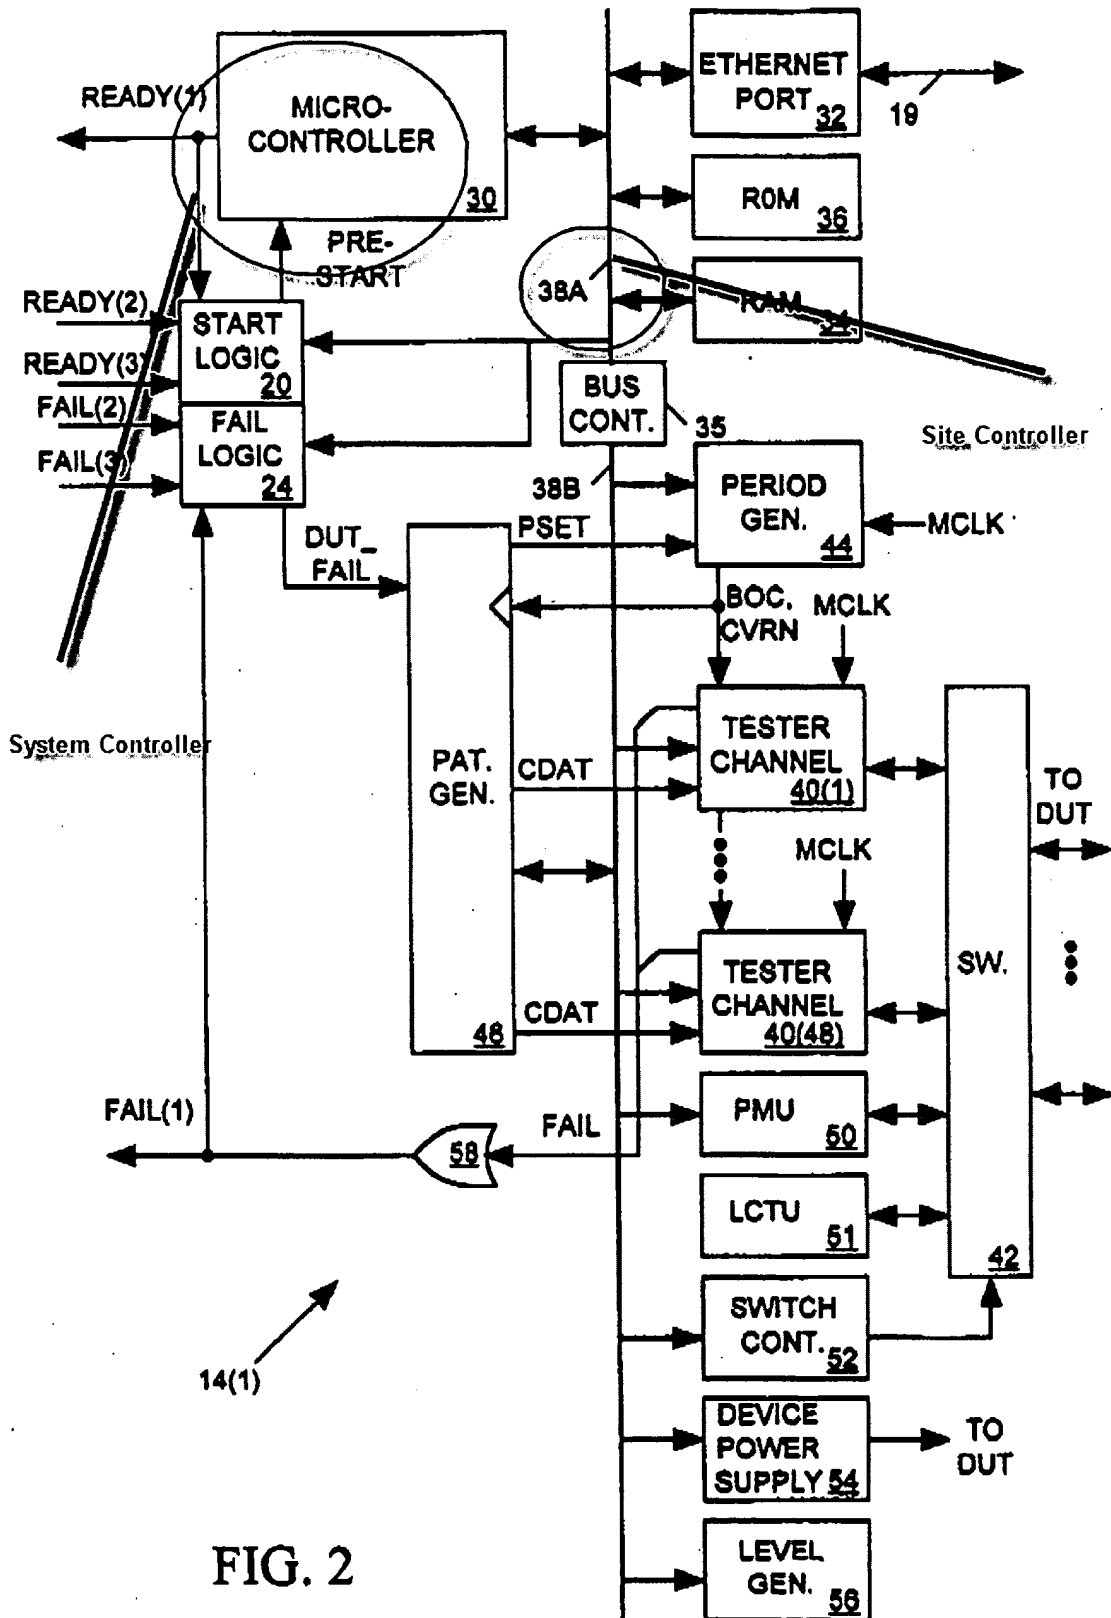 READY(1)
MICRO-
CONTROLLER
30
PRE-
START
ETHERNET
PORT
32
19
ROM
36
38A
RAM
34
READY(2)
READY(3)
FAIL(2)
FAIL(3)
START
LOGIC
20
FAIL
LOGIC
24
BUS
CONT.
35
Site Controller
38B
PERIOD
GEN.
44
MCLK
PSET
DUT_
FAIL
BOC,
CVRN
MCLK
System Controller
PAT.
GEN.
46
CDAT
TESTER
CHANNEL
40(1)
MCLK
TO
DUT
SW.
42
CDAT
TESTER
CHANNEL
40(48)
FAIL(1)
58
FAIL
PMU
50
LCTU
51
SWITCH
CONT.
52
14(1)
DEVICE
POWER
SUPPLY
54
TO
DUT
LEVEL
GEN.
56
FIG. 2